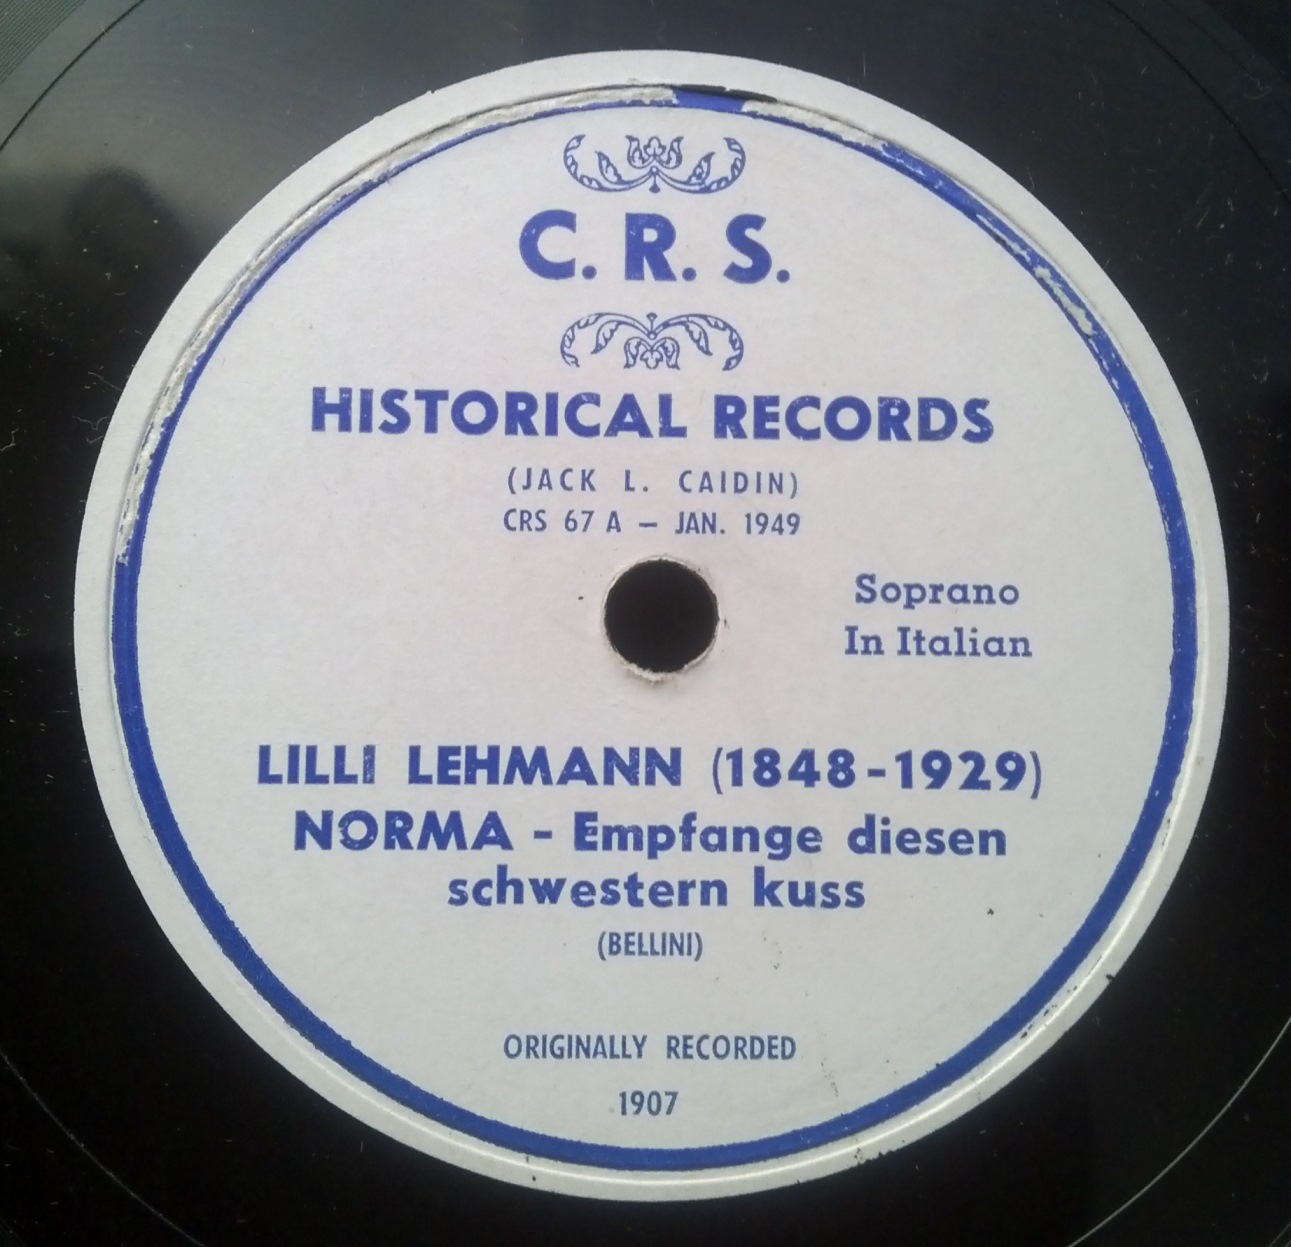 C. R. S.
HISTORICAL RECORDS
(JACK L. CAIDIN)
CRS 67 A – JAN. 1949
Soprano
In Italian
LILLI LEHMANN (1848-1929)
NORMA - Empfange diesen
schwestern kuss
(BELLINI)
ORIGINALLY RECORDED
1907